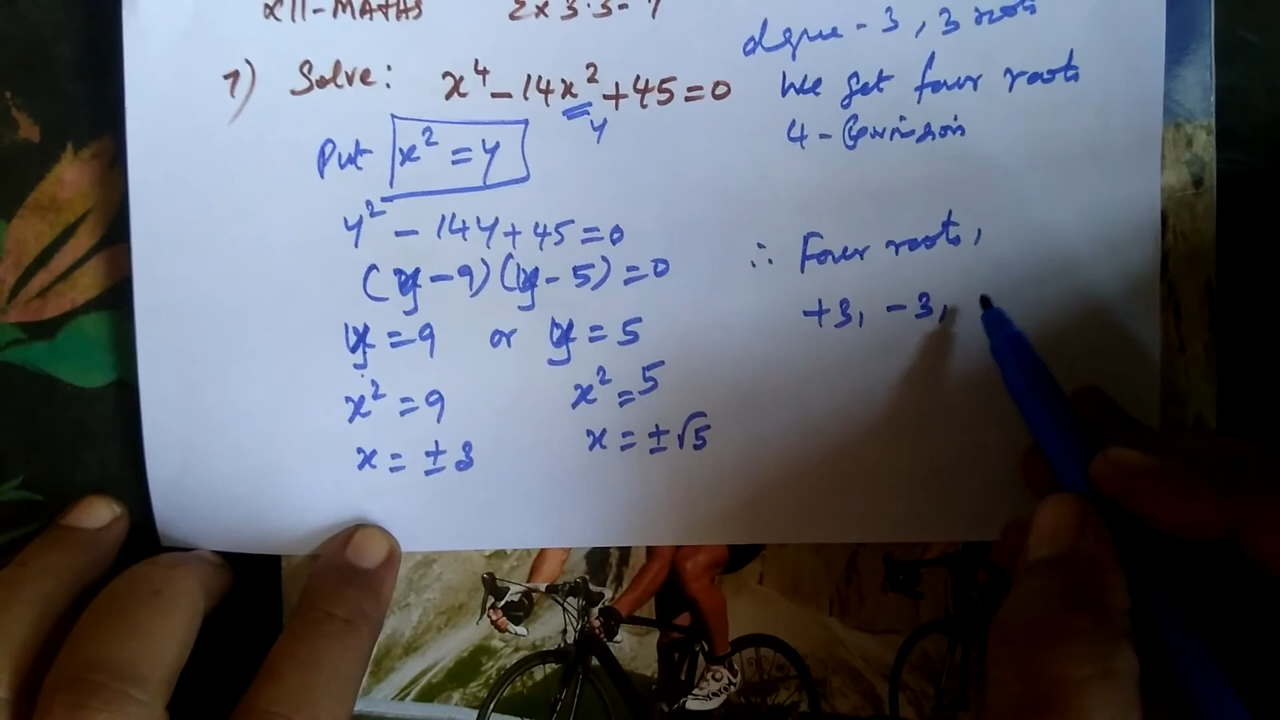 XII-MATHS Ex 3.3-7
7) Solve: x⁴-14x²+45=0
y
Put x²=y
y²-14y+45=0
(y-9)(y-5)=0
y=9 or y=5
x²=9 x²=5
x=±3 x=±√5
degree-3, 3 roots
We get four roots
4-
∴ Four roots,
+3, -3,